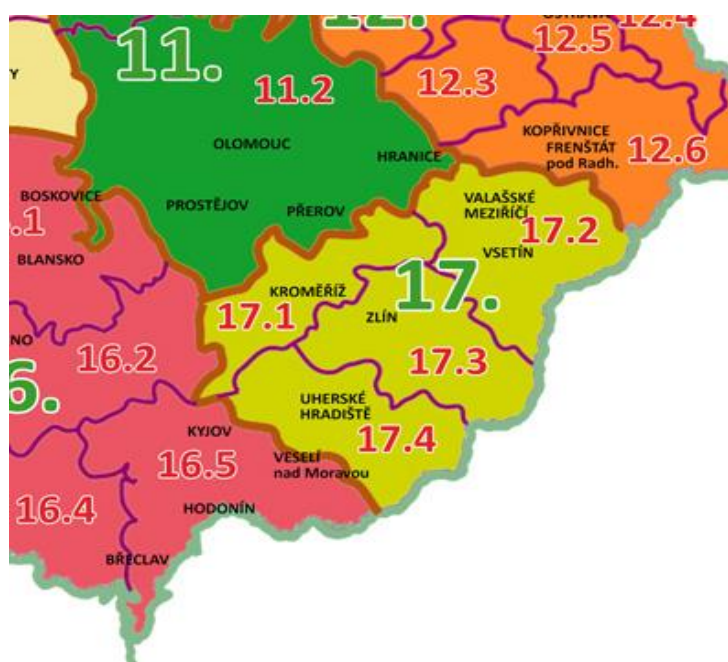 12.
OSTRAVA
12.4
12.5
11.
Y
11.2
12.3
KOPŘIVNICE
FRENŠTÁT
pod Radh.
12.6
OLOMOUC
HRANICE
BOSKOVICE
VALAŠSKÉ
MEZIŘÍČÍ
PROSTĚJOV
PŘEROV
.1
17.2
VSETÍN
BLANSKO
KROMĚŘÍŽ
17.
17.1
ZLÍN
NO
16.2
17.3
6.
UHERSKÉ
HRADIŠTĚ
KYJOV
17.4
VESELÍ
nad Moravou
16.5
16.4
HODONÍN
BŘECLAV